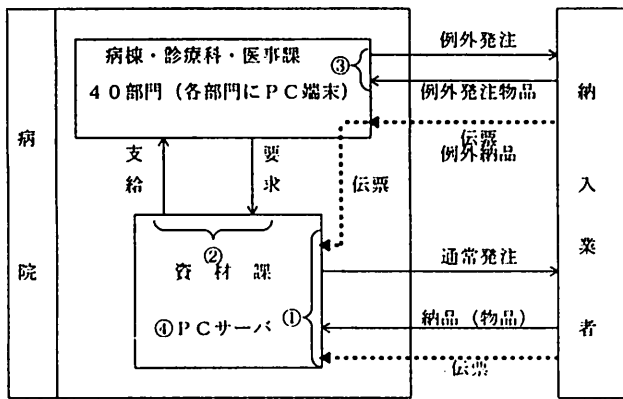 病院
病棟・診療科・医事課
40部門（各部門にPC端末）
③
例外発注
例外発注物品
伝票
例外納品
伝票
支給
要求
②
資材課
④PCサーバ
①
通常発注
納品（物品）
伝票
納入業者